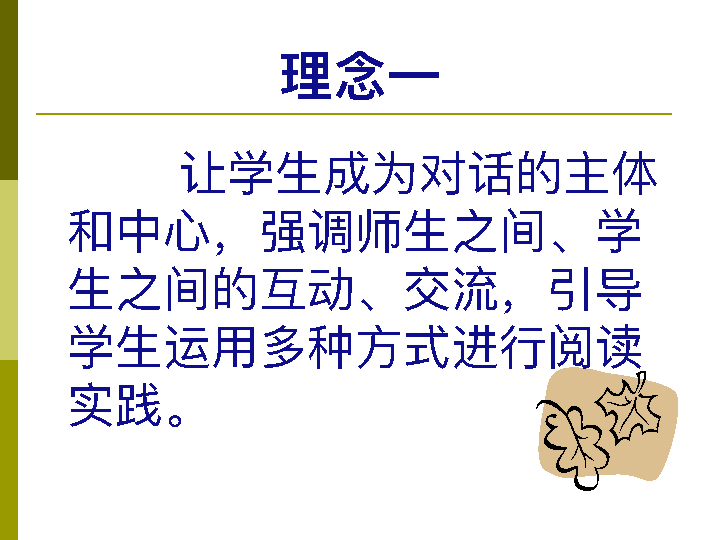 理念一
让学生成为对话的主体
和中心，强调师生之间、学
生之间的互动、交流，引导
学生运用多种方式进行阅读
实践。